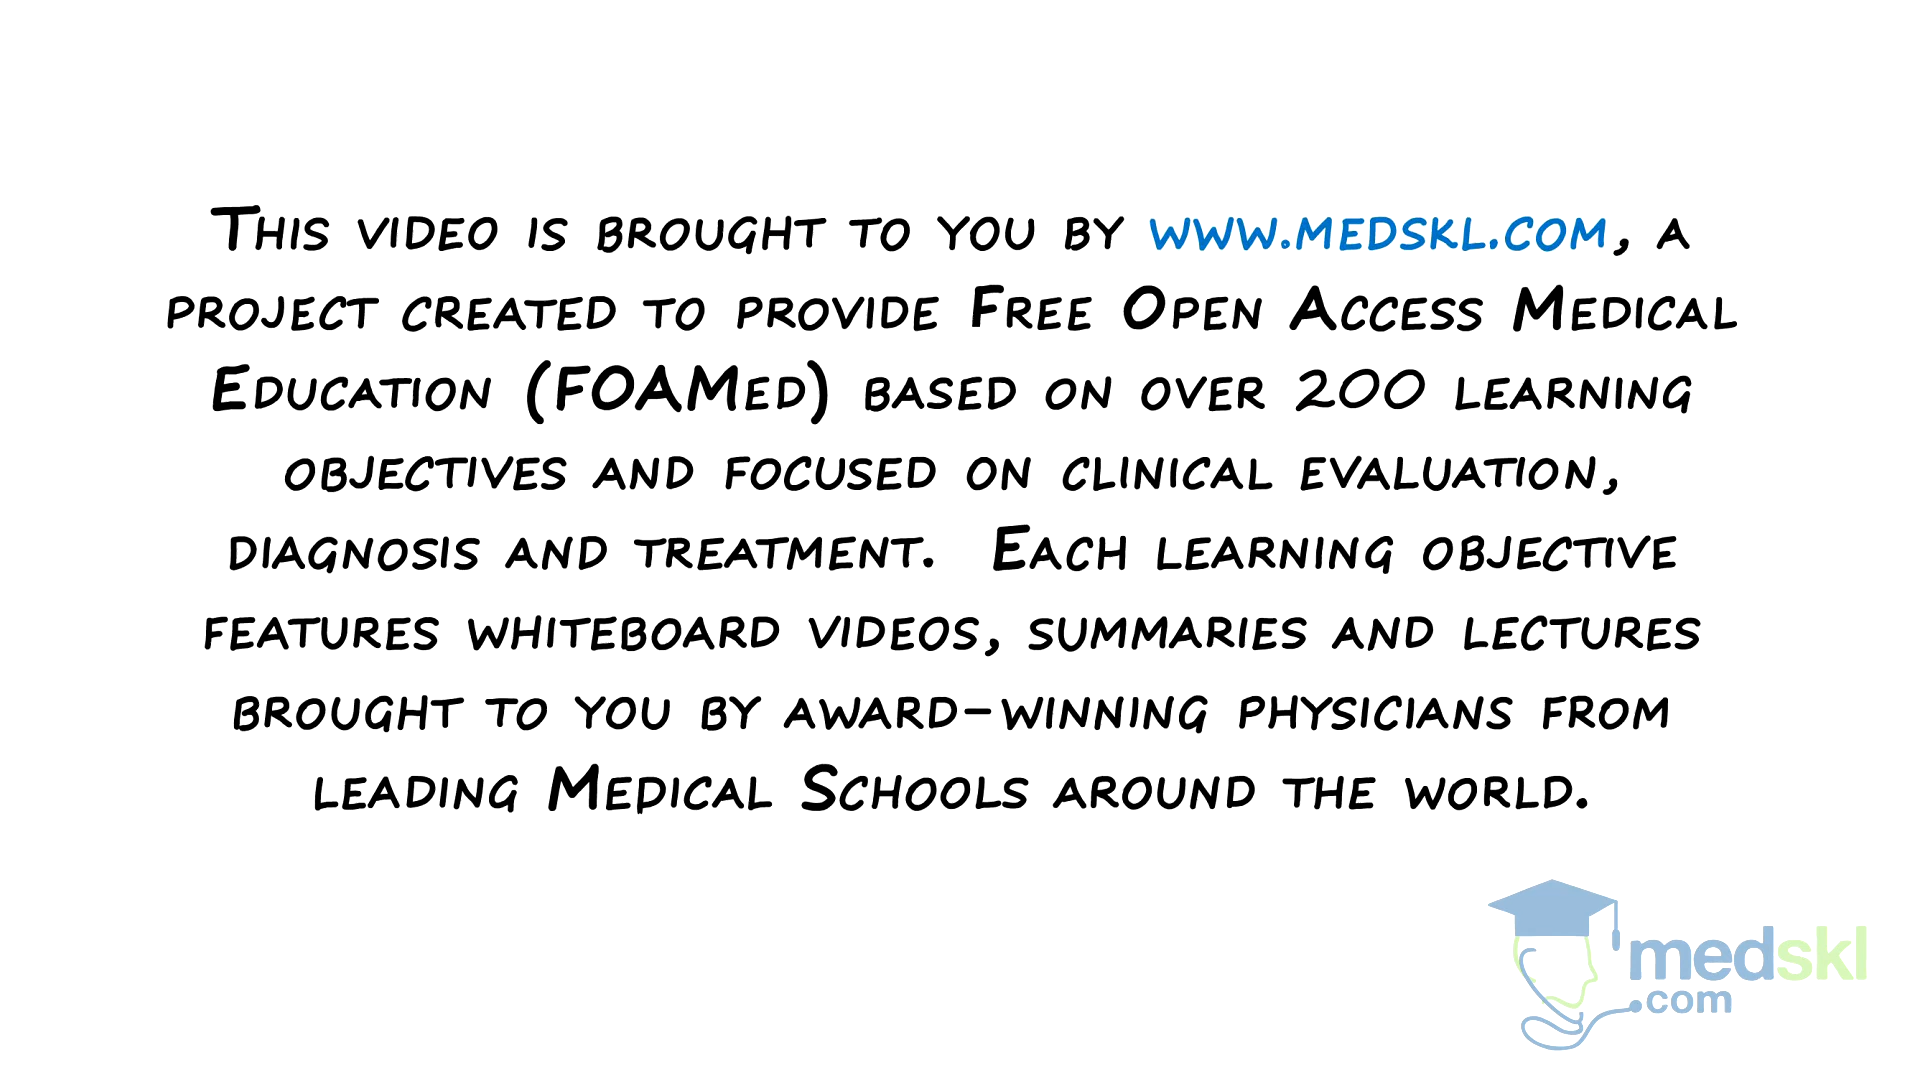 This video is brought to you by www.medskl.com, a
project created to provide Free Open Access Medical
Education (FOAMed) based on over 200 learning
objectives and focused on clinical evaluation,
diagnosis and treatment.  Each learning objective
features whiteboard videos, summaries and lectures
brought to you by award-winning physicians from
leading Medical Schools around the world.
medskl
.com